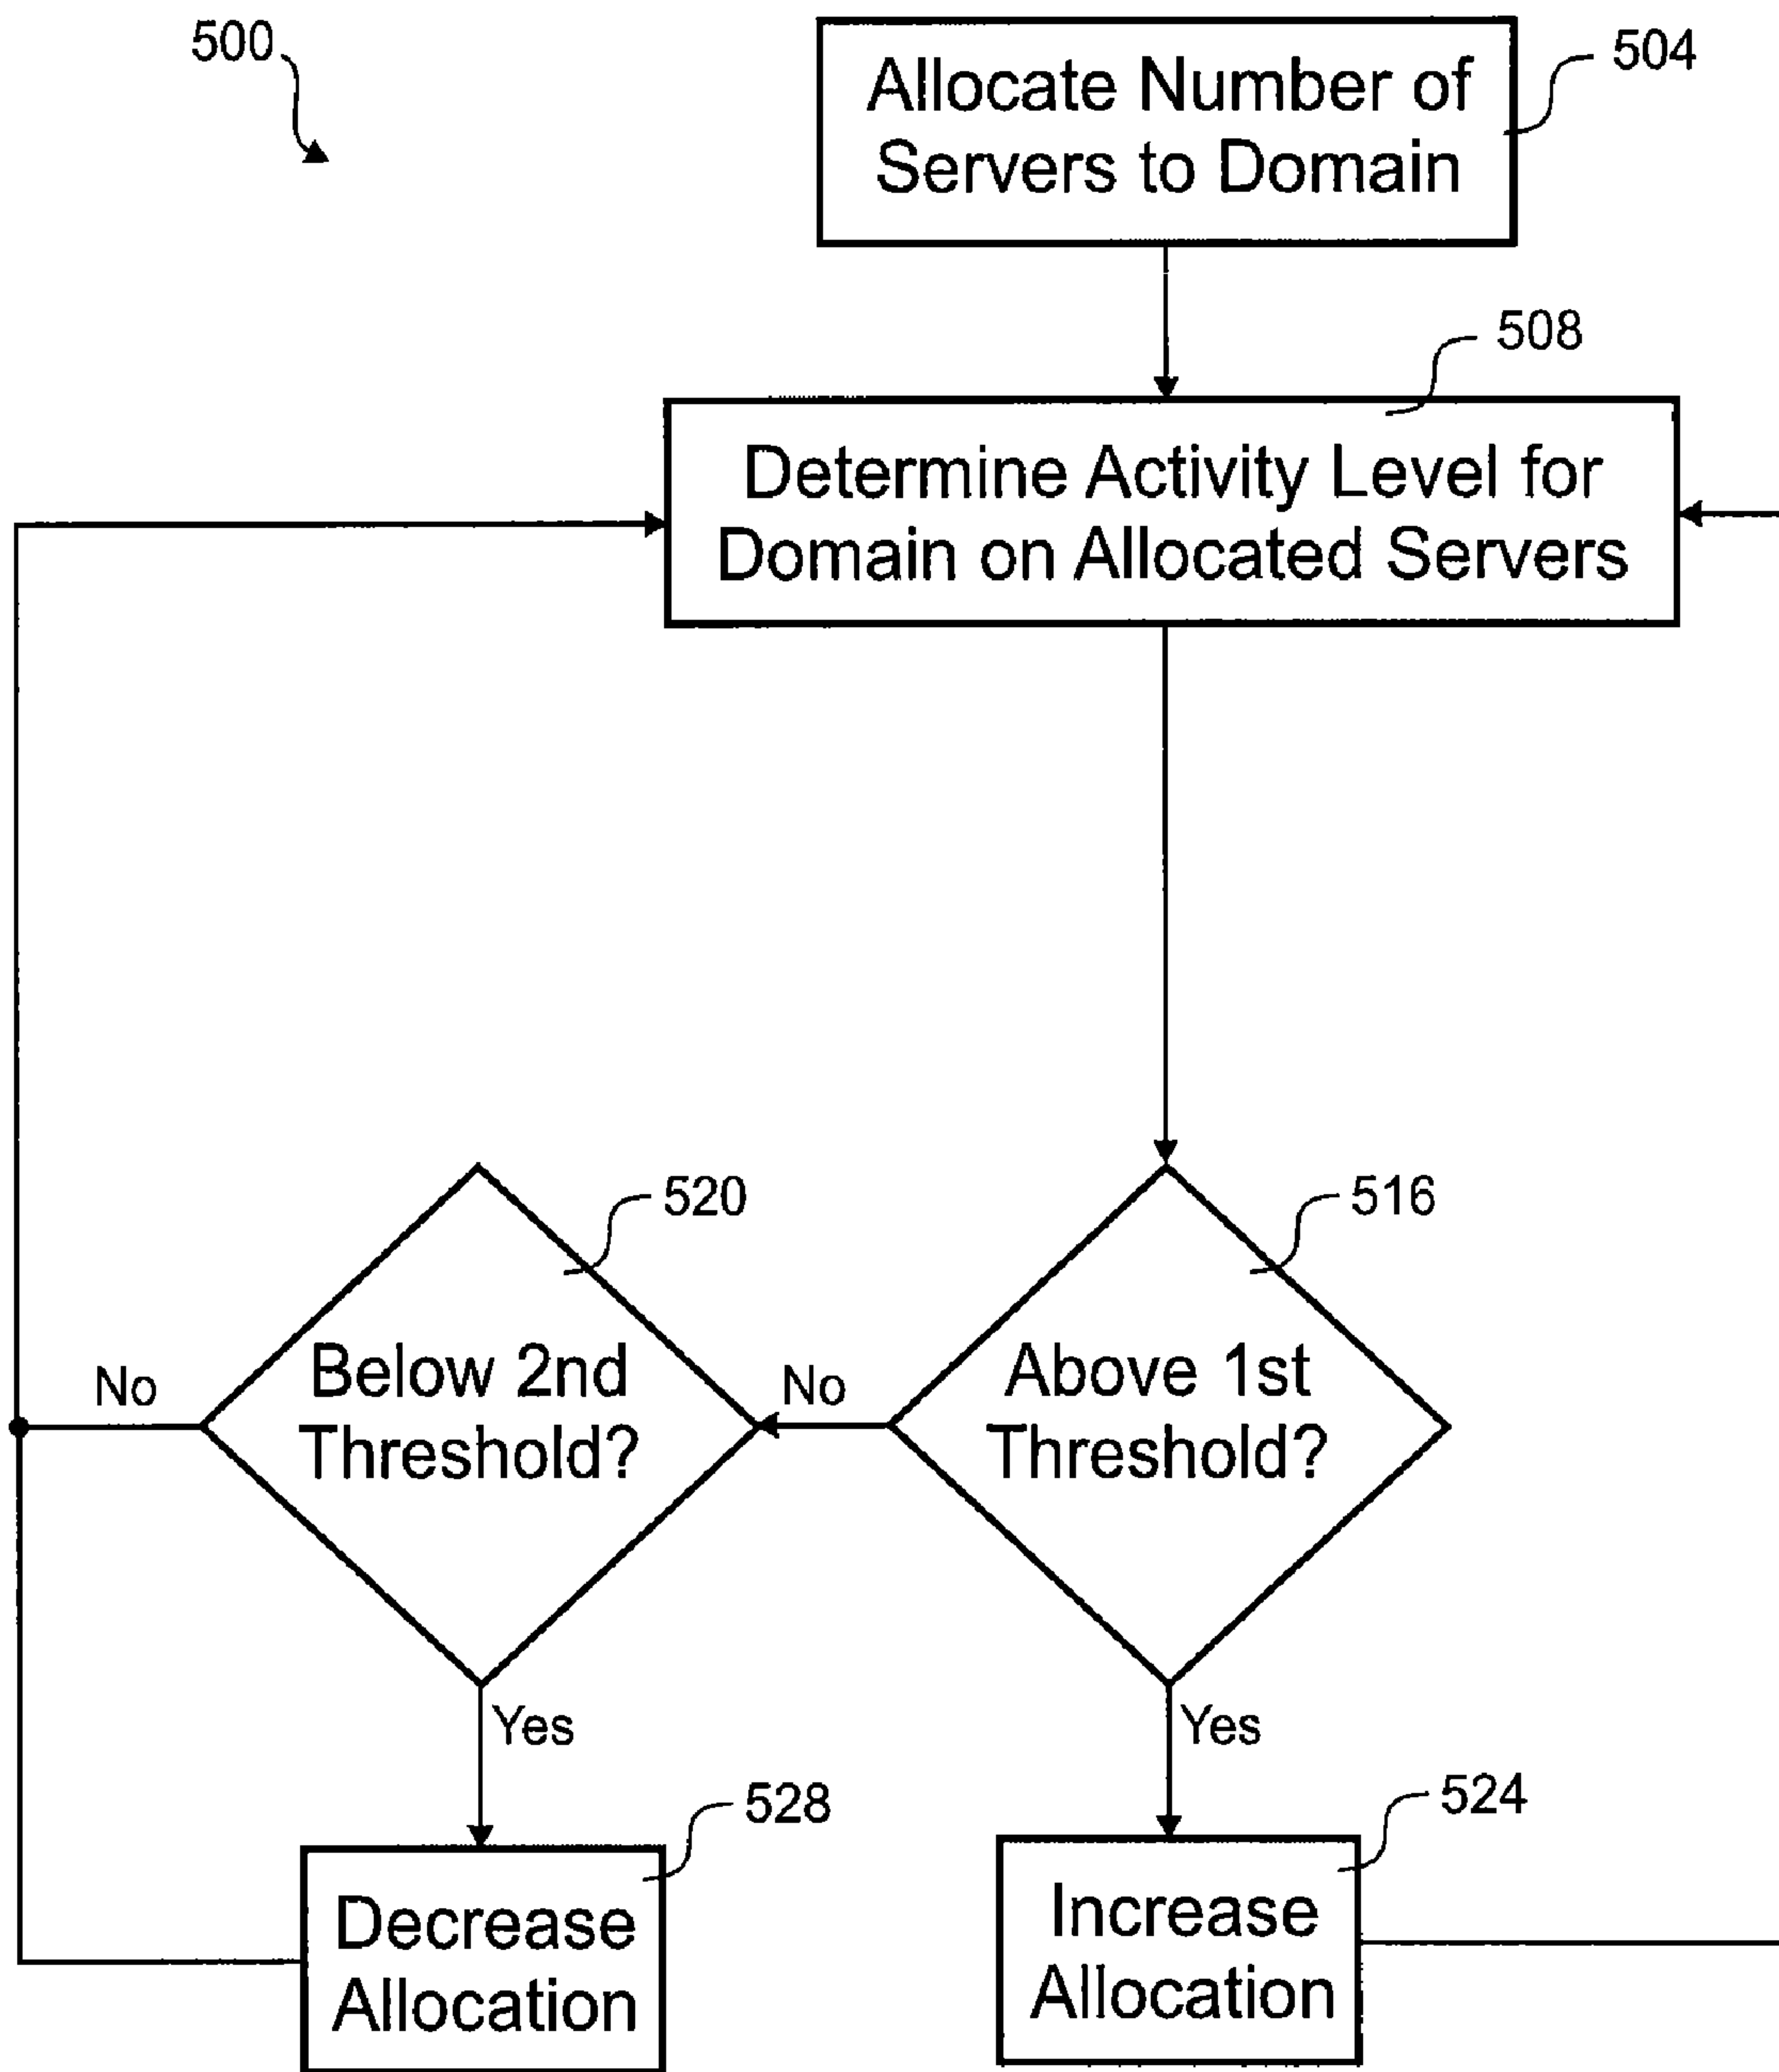 500
Allocate Number of
Servers to Domain
504
508
Determine Activity Level for
Domain on Allocated Servers
520
516
Below 2nd
Threshold?
Above 1st
Threshold?
No
No
Yes
Yes
528
524
Decrease
Allocation
Increase
Allocation